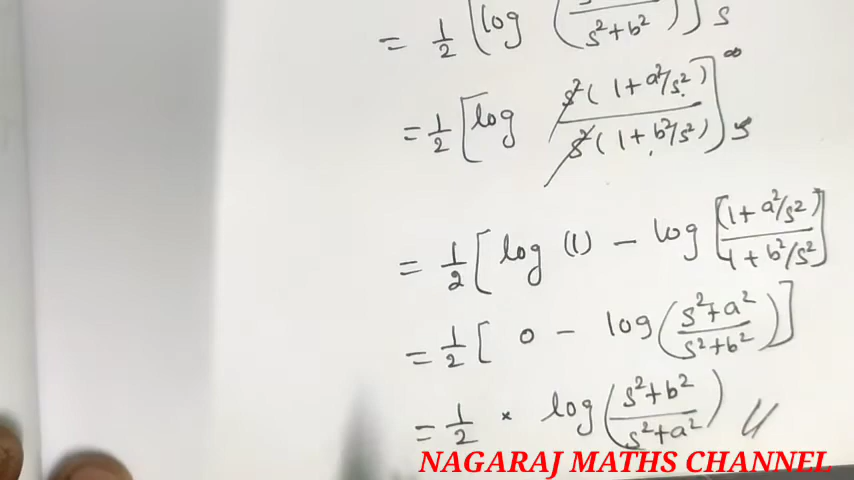 = 1/2 [log (s²/s²+b²)] s
= 1/2 [log s²(1+a²/s²)/s²(1+b²/s²)]^∞ s
= 1/2 [log (1) - log [(1+a²/s²)/1+b²/s²]
= 1/2 [ 0 - log (s²+a²/s²+b²)]
= 1/2 * log (s²+b²/s²+a²) //
NAGARAJ MATHS CHANNEL